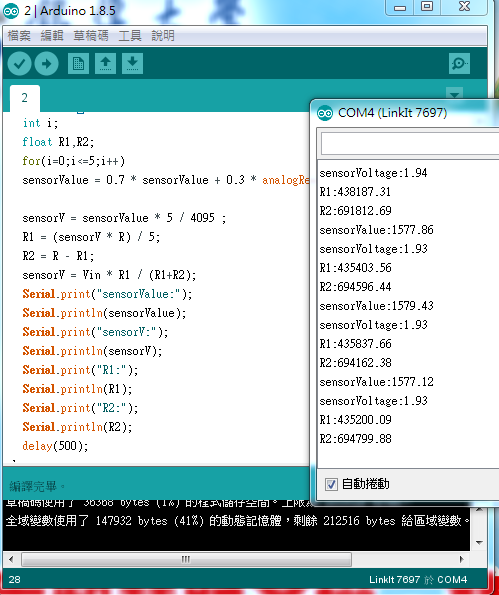 2 | Arduino 1.8.5
檔案 編輯 草稿碼 工具 說明
2
int i;
float R1,R2;
for(i=0;i<=5;i++)
sensorValue = 0.7 * sensorValue + 0.3 * analogRe
sensorV = sensorValue * 5 / 4095 ;
R1 = (sensorV * R) / 5;
R2 = R - R1;
sensorV = Vin * R1 / (R1+R2);
Serial.print("sensorValue:");
Serial.println(sensorValue);
Serial.print("sensorV:");
Serial.println(sensorV);
Serial.print("R1:");
Serial.println(R1);
Serial.print("R2:");
Serial.println(R2);
delay(500);
編譯完畢。
草稿碼使用了 36368 bytes (1%) 的程式儲存空間。上限
全域變數使用了 147932 bytes (41%) 的動態記憶體，剩餘 212516 bytes 給區域變數。
28
LinkIt 7697 於 COM4
COM4 (LinkIt 7697)
sensorVoltage:1.94
R1:438187.31
R2:691812.69
sensorValue:1577.86
sensorVoltage:1.93
R1:435403.56
R2:694596.44
sensorValue:1579.43
sensorVoltage:1.93
R1:435837.66
R2:694162.38
sensorValue:1577.12
sensorVoltage:1.93
R1:435200.09
R2:694799.88
自動捲動